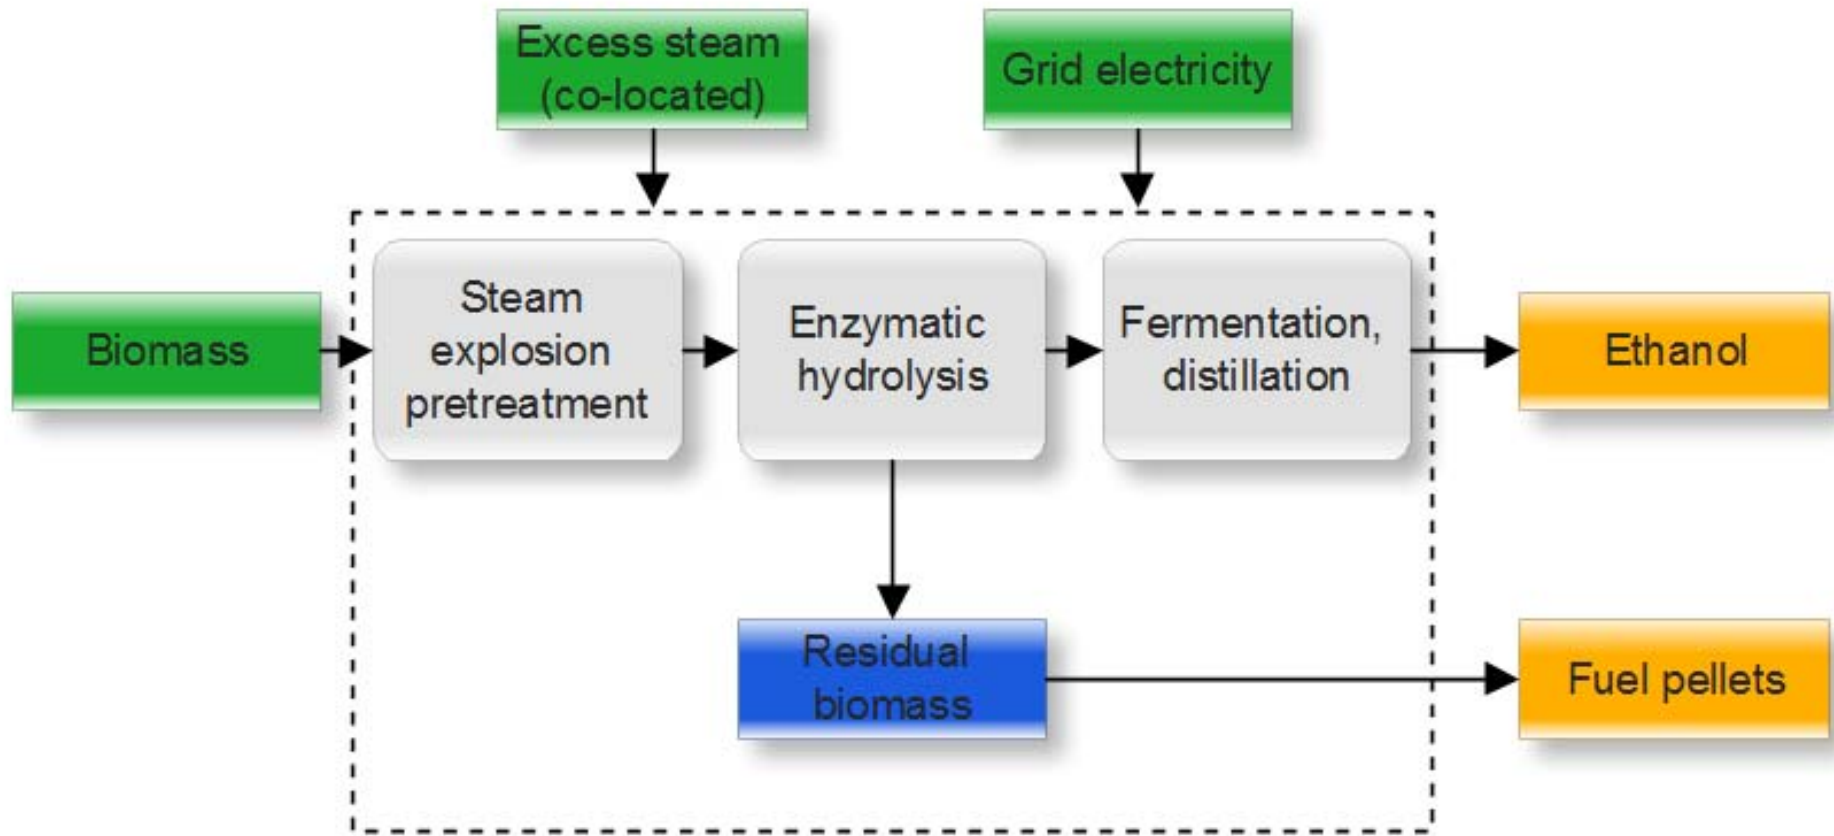 Excess steam
(co-located)
Grid electricity
Biomass
Steam
explosion
pretreatment
Enzymatic
hydrolysis
Fermentation,
distillation
Ethanol
Residual
biomass
Fuel pellets